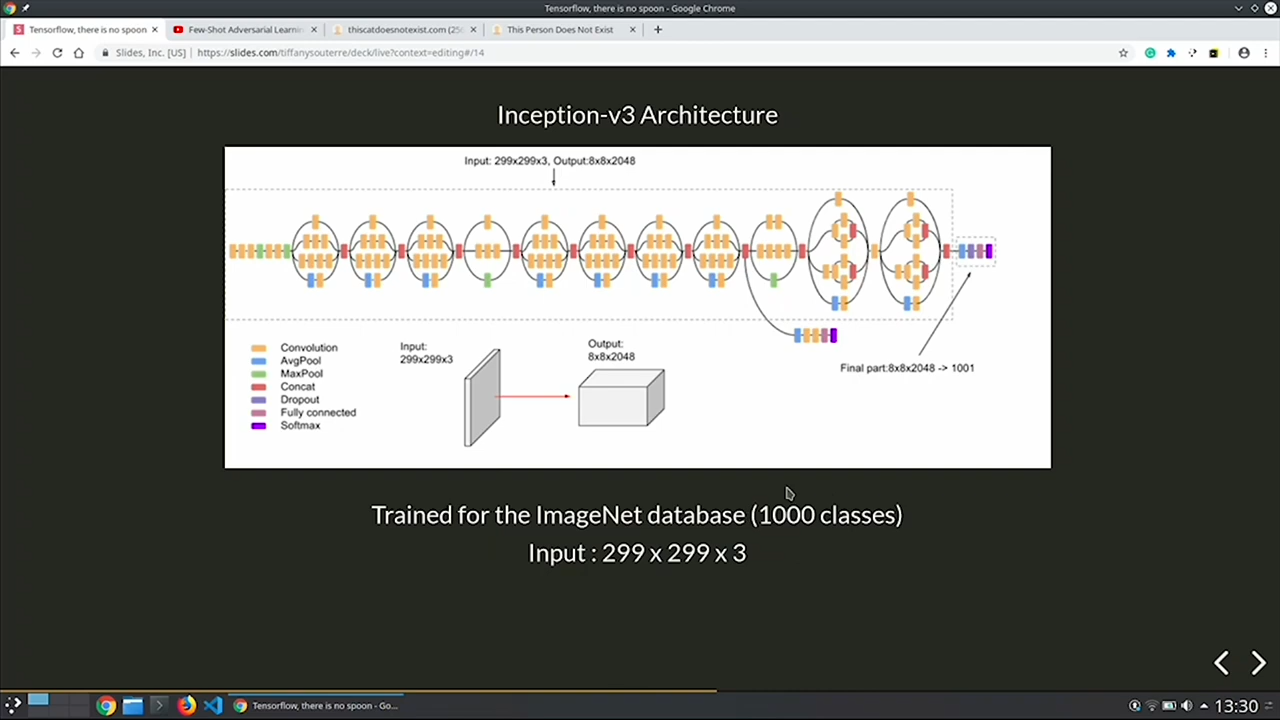 Tensorflow, there is no spoon - Google Chrome
Tensorflow, there is no spoon
Few-Shot Adversarial Learnin
thiscatdoesnotexist.com (256
This Person Does Not Exist
Slides, Inc. [US]
https://slides.com/tiffanysouterre/deck/live?context=editing#/14
Inception-v3 Architecture
Input: 299x299x3, Output:8x8x2048
Convolution
AvgPool
MaxPool
Concat
Dropout
Fully connected
Softmax
Input:
299x299x3
Output:
8x8x2048
Final part:8x8x2048 -> 1001
Trained for the ImageNet database (1000 classes)
Input : 299 x 299 x 3
Tensorflow, there is no spoon - Go...
13:30